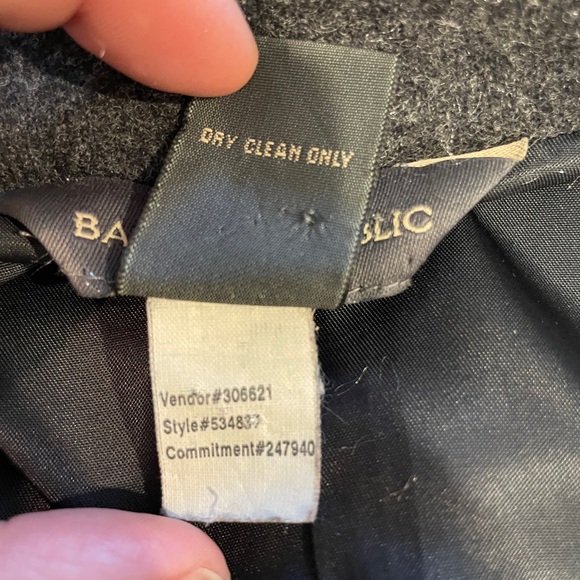 DRY CLEAN ONLY
BA BLIC
Vendor#306621
Style#534837
Commitment#247940